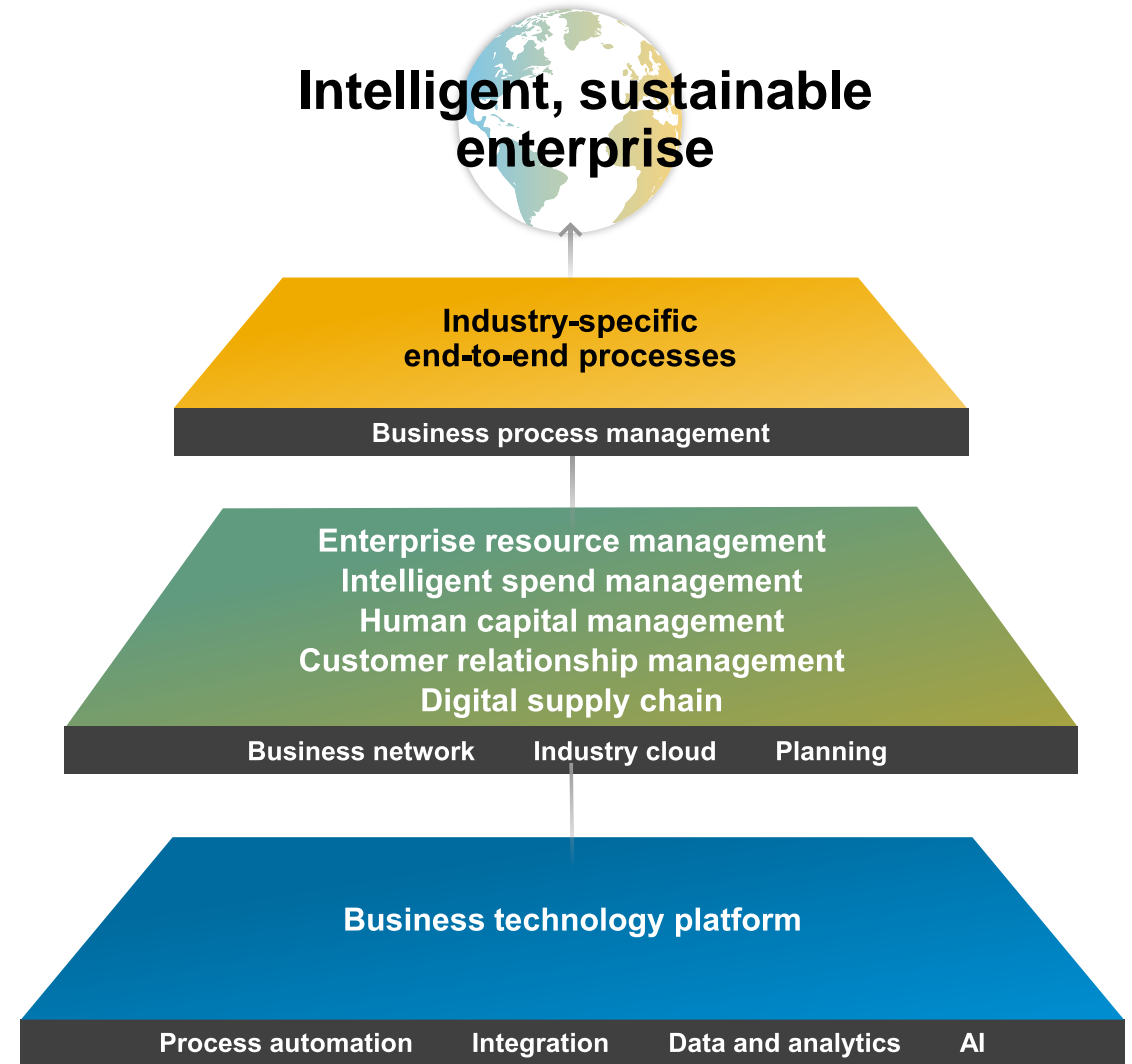 Intelligent, sustainable
enterprise
Industry-specific
end-to-end processes
Business process management
Enterprise resource management
Intelligent spend management
Human capital management
Customer relationship management
Digital supply chain
Business network Industry cloud Planning
Business technology platform
Process automation Integration Data and analytics AI